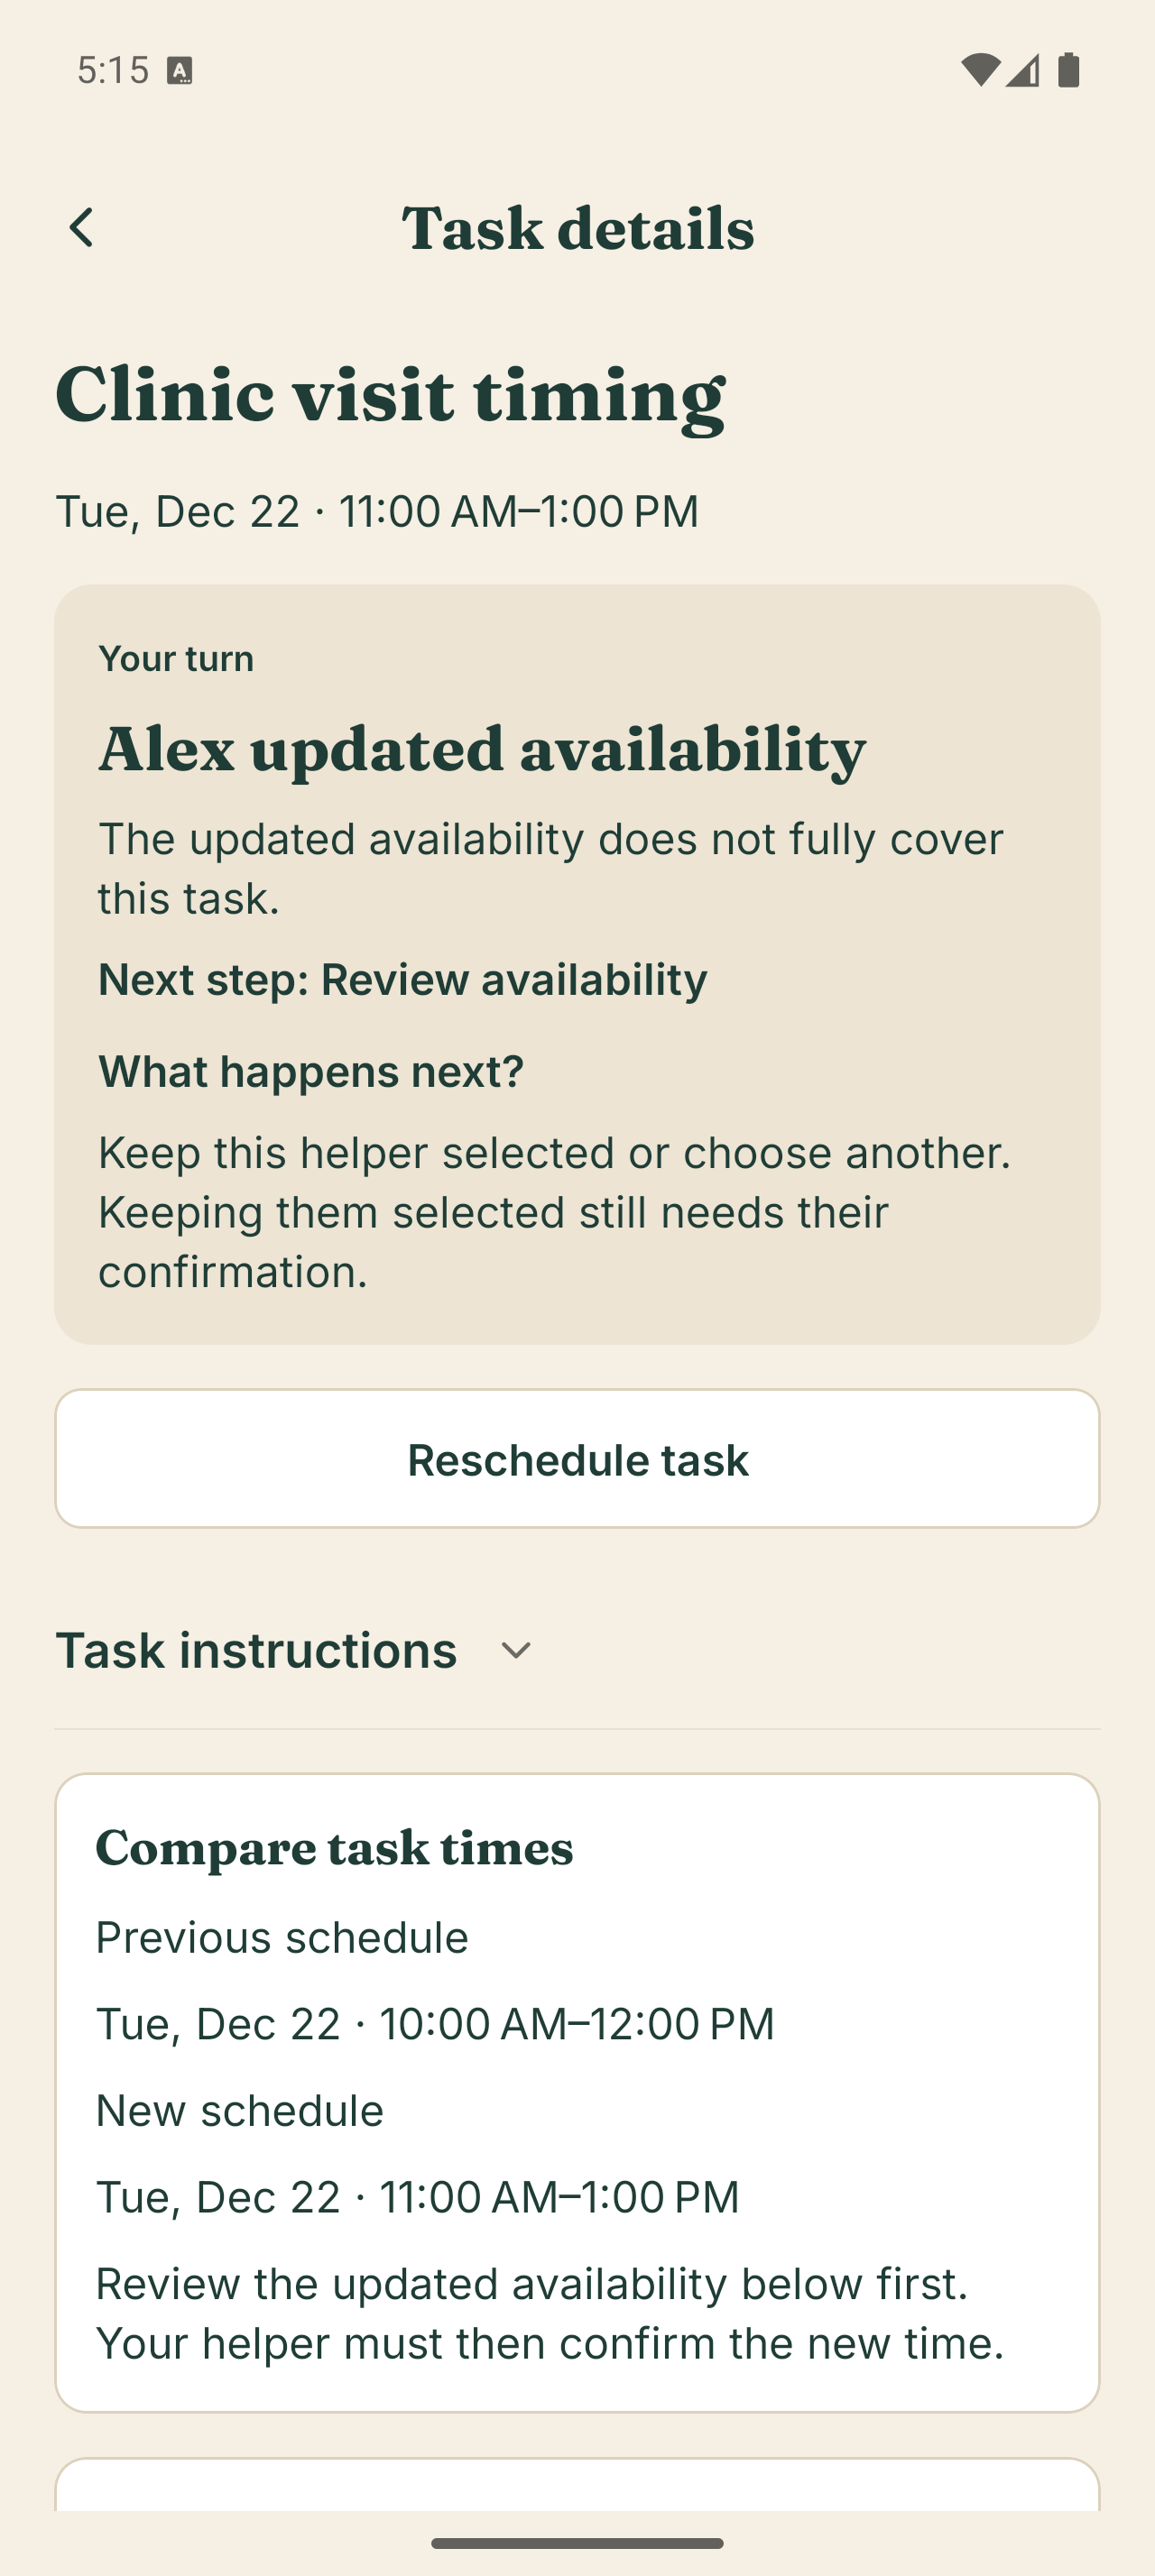 5:15
Task details
Clinic visit timing
Tue, Dec 22 · 11:00 AM–1:00 PM
Your turn
Alex updated availability
The updated availability does not fully cover
this task.
Next step: Review availability
What happens next?
Keep this helper selected or choose another.
Keeping them selected still needs their
confirmation.
Reschedule task
Task instructions
Compare task times
Previous schedule
Tue, Dec 22 · 10:00 AM–12:00 PM
New schedule
Tue, Dec 22 · 11:00 AM–1:00 PM
Review the updated availability below first.
Your helper must then confirm the new time.